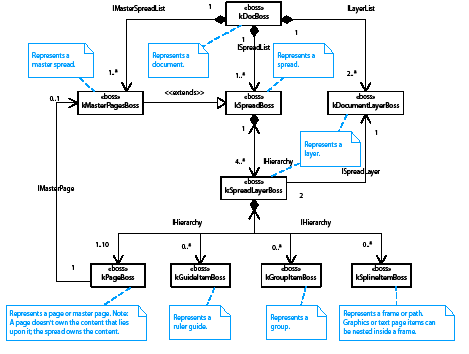 IMasterSpreadList
1
«boss»
kDocBoss
1
ILayerList
1
ISpreadList
Represents a
master spread.
Represents a
document.
Represents a
spread.
1..*
1..*
2..*
0..1
«boss»
kMasterPagesBoss
<<extends>>
«boss»
kSpreadBoss
«boss»
kDocumentLayerBoss
1
1
Represents a
layer.
4..*
IHierarchy
ISpreadLayer
IMasterPage
«boss»
kSpreadLayerBoss
2
IHierarchy
IHierarchy
1..10
0..*
0..*
0..*
1
«boss»
kPageBoss
«boss»
kGuideItemBoss
«boss»
kGroupItemBoss
«boss»
kSplineItemBoss
Represents a page or master page. Note:
A page doesn't own the content that lies
upon it; the spread owns the content.
Represents a
ruler guide.
Represents a
group.
Represents a frame or path.
Graphics or text page items can
be nested inside a frame.